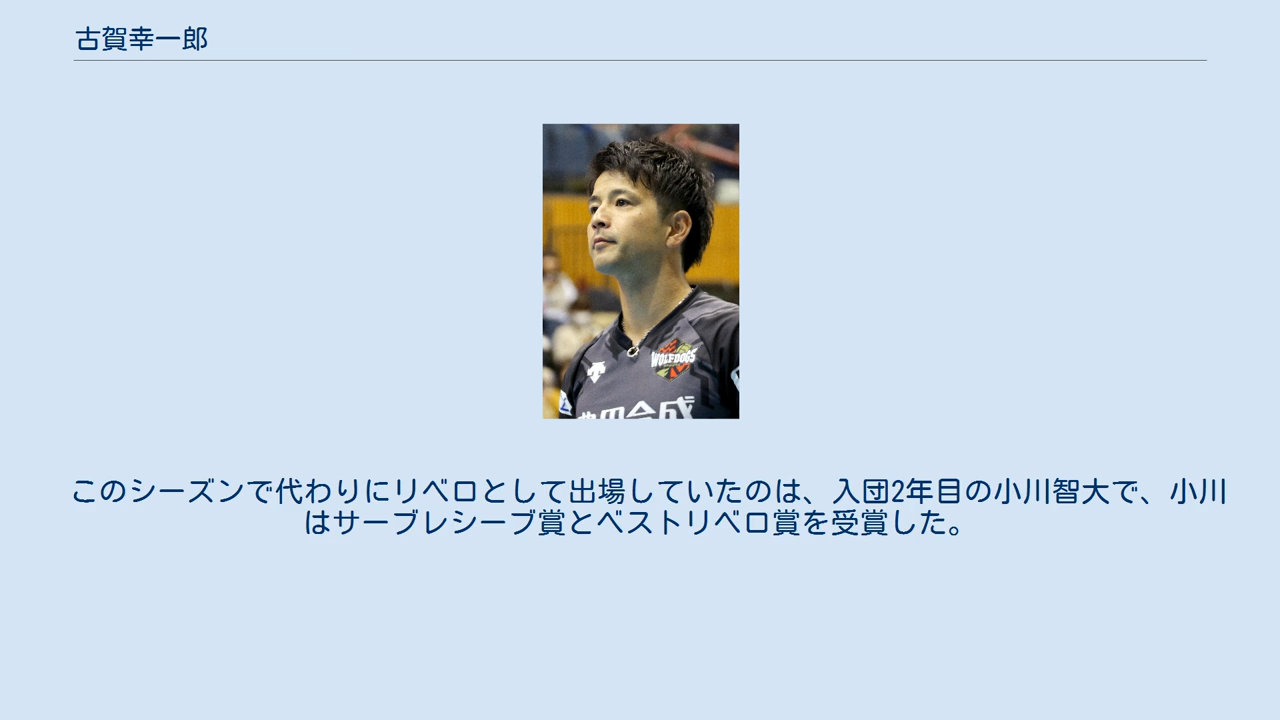 古賀幸一郎
WOLFDOGS
このシーズンで代わりにリベロとして出場していたのは、入団2年目の小川智大で、小川
はサーブレシーブ賞とベストリベロ賞を受賞した。